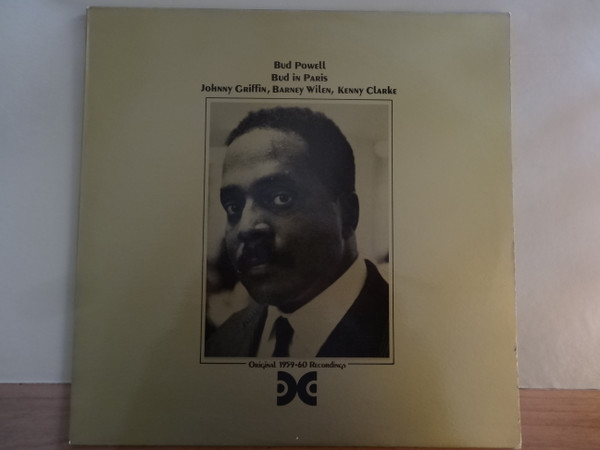 Bud Powell
Bud in Paris
Johnny Griffin, Barney Wilen, Kenny Clarke
Original 1959-60 Recordings